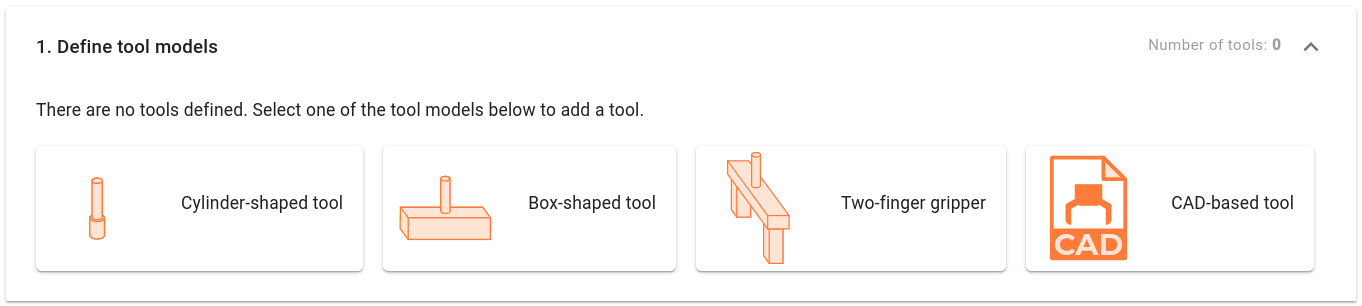 1. Define tool models
Number of tools: 0
There are no tools defined. Select one of the tool models below to add a tool.
Cylinder-shaped tool
Box-shaped tool
Two-finger gripper
CAD
CAD-based tool